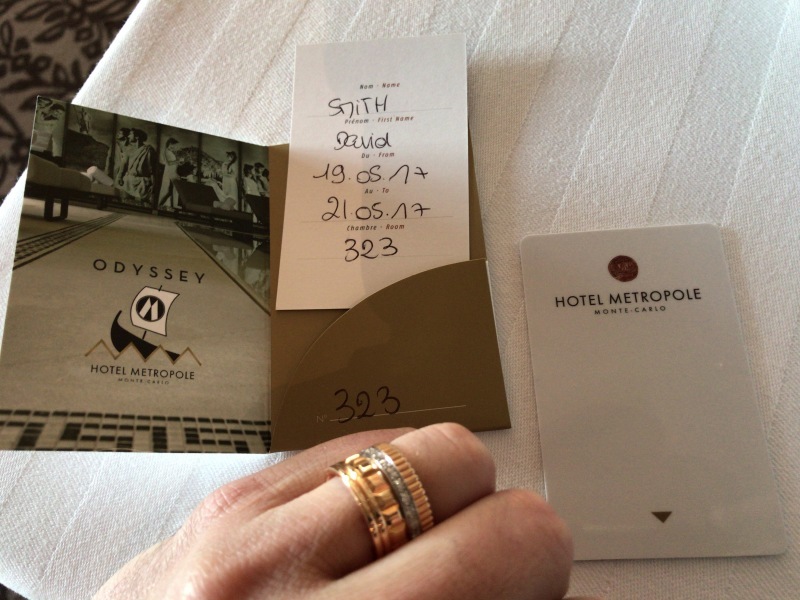 Nom - Name
SMITH
Prénom - First Name
David
Du - From
19.05.17
Au - To
21.05.17
Chambre - Room
323
ODYSSEY
M
HOTEL METROPOLE
MONTE-CARLO
N° 323
HOTEL METROPOLE
MONTE-CARLO